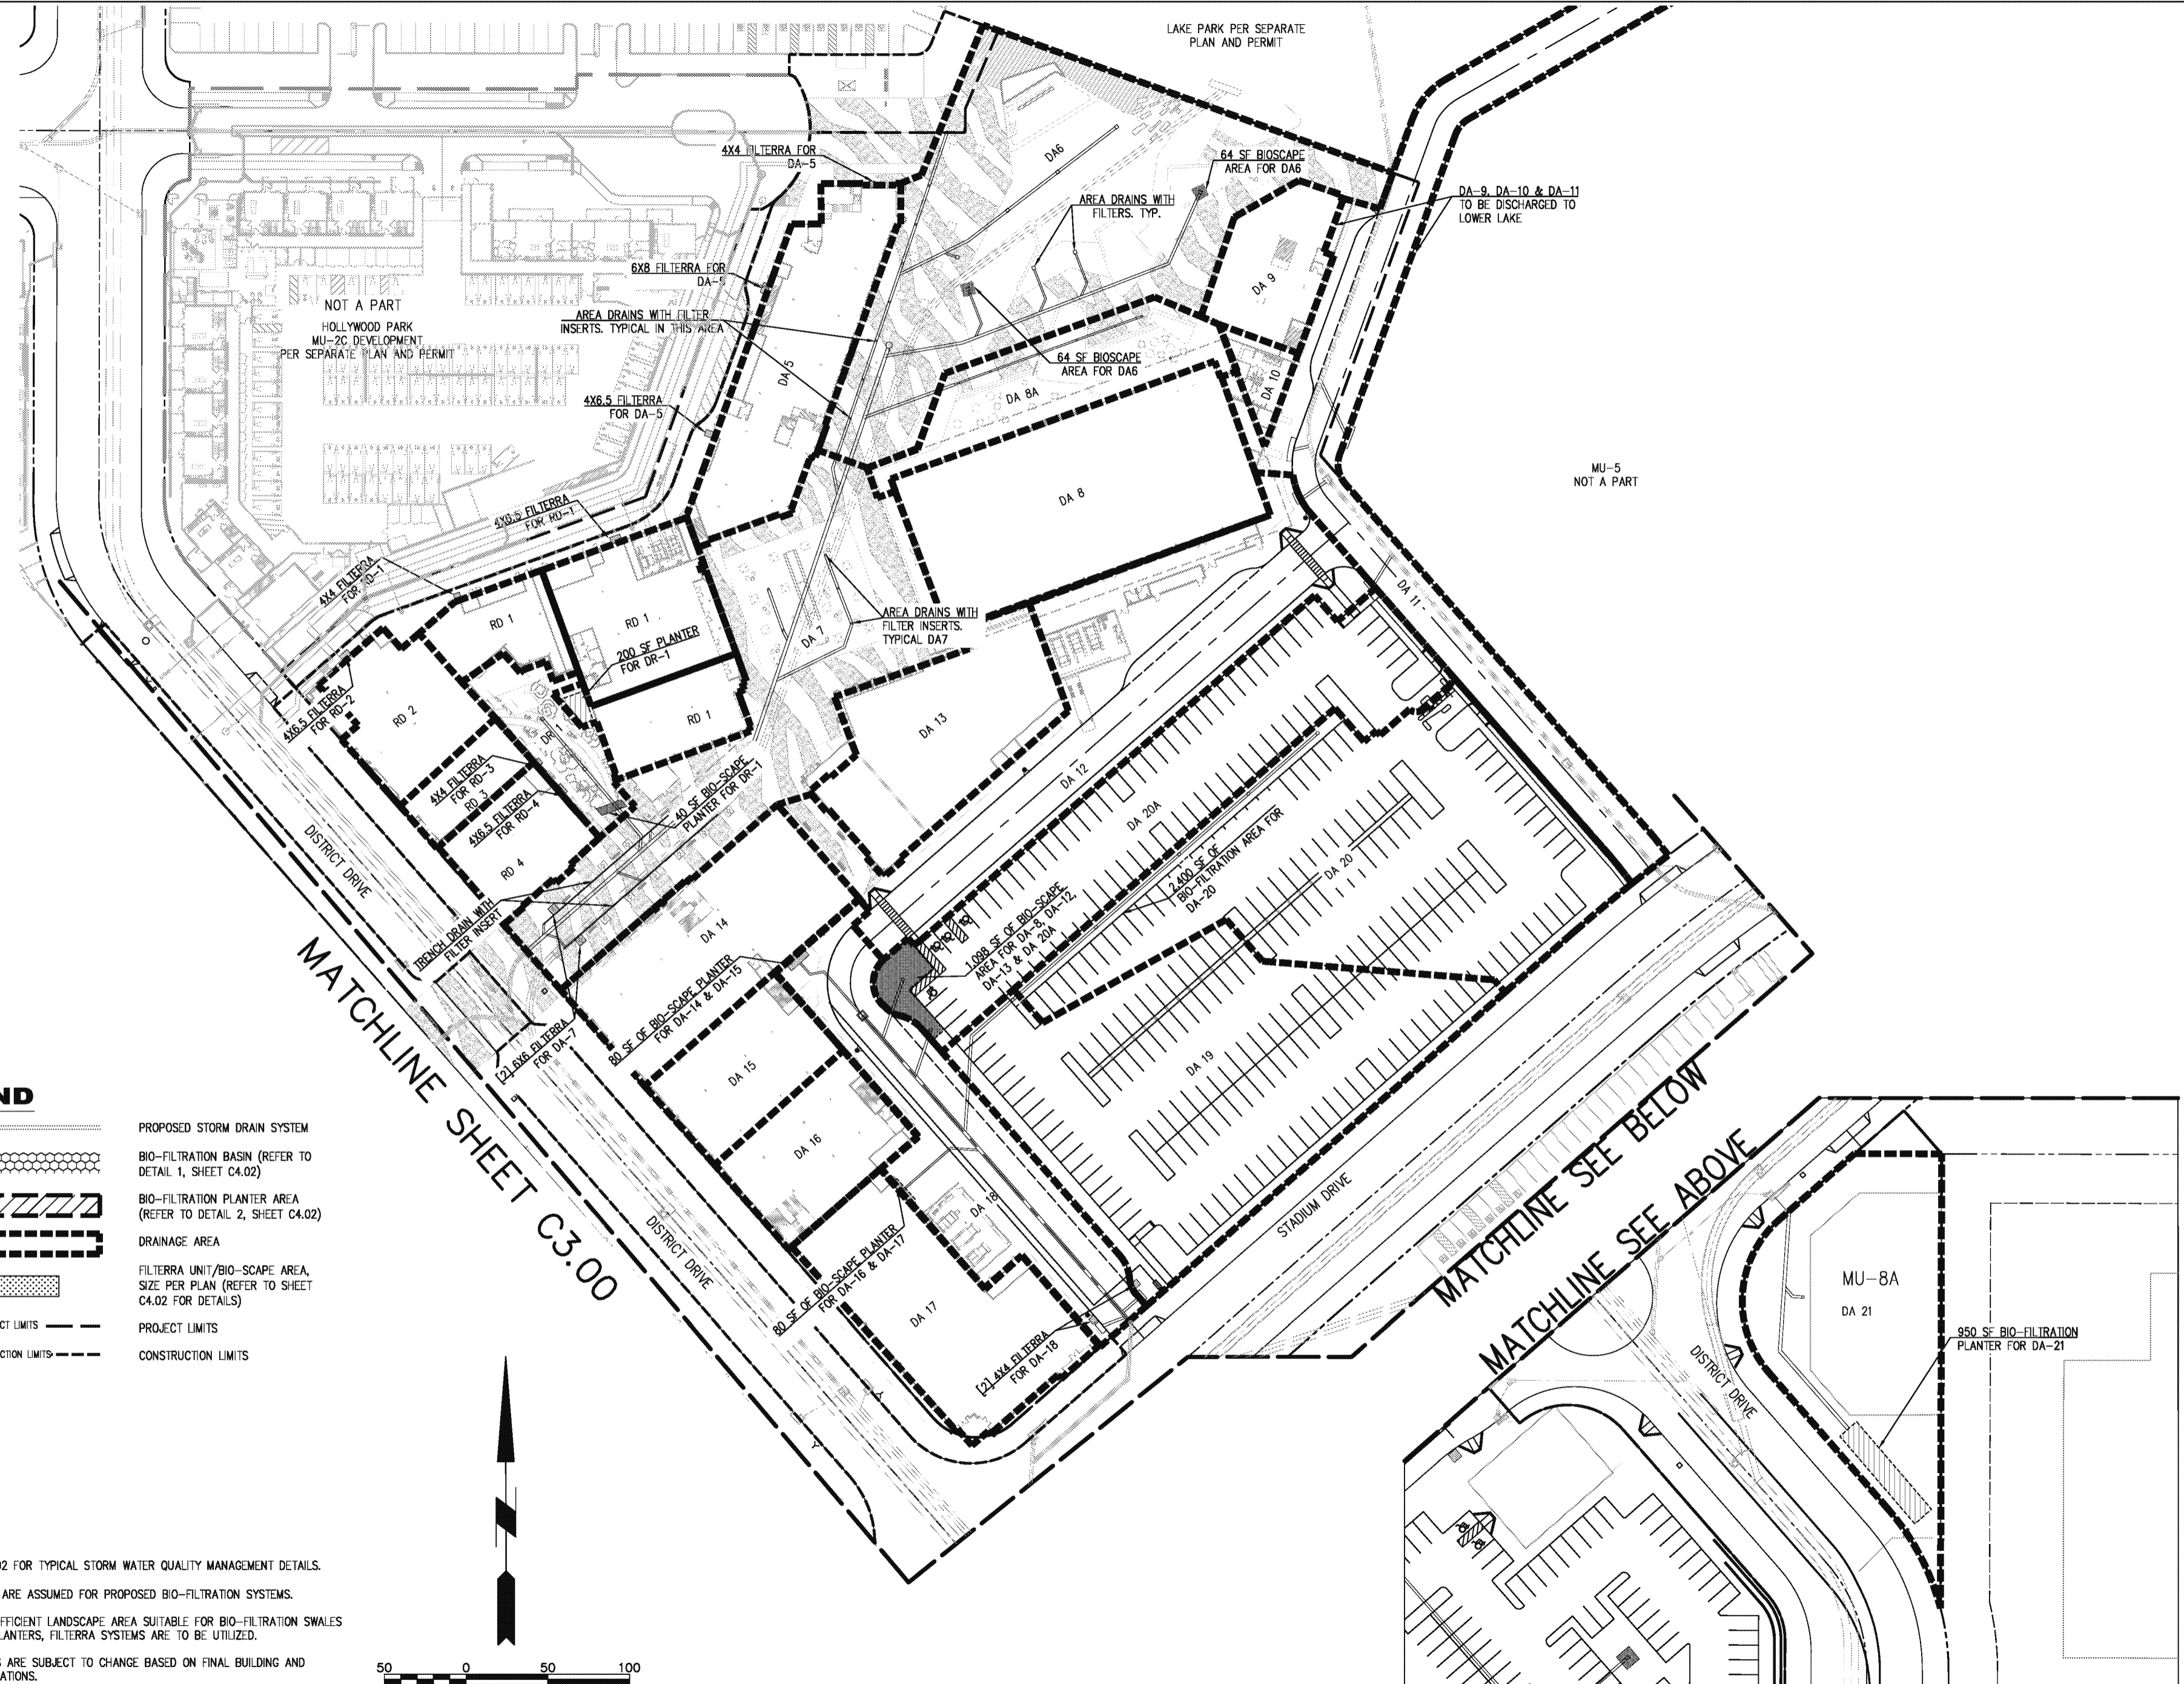 LAKE PARK PER SEPARATE
PLAN AND PERMIT
4X4 FILTERRA FOR
DA-5
DA6
64 SF BIOSCAPE
AREA FOR DA6
AREA DRAINS WITH
FILTERS. TYP.
DA-9, DA-10 & DA-11
TO BE DISCHARGED TO
LOWER LAKE
6X8 FILTERRA FOR
DA-5
DA 9
NOT A PART
HOLLYWOOD PARK
MU-2C DEVELOPMENT
PER SEPARATE PLAN AND PERMIT
AREA DRAINS WITH FILTER
INSERTS. TYPICAL IN THIS AREA
64 SF BIOSCAPE
AREA FOR DA6
DA 5
DA 8A
DA 10
4X6.5 FILTERRA
FOR DA-5
MU-5
NOT A PART
DA 8
4X6.5 FILTERRA
FOR RD-1
4X4 FILTERRA
FOR RD-1
DA 11
RD 1
RD 1
200 SF PLANTER
FOR DR-1
DA 7
AREA DRAINS WITH
FILTER INSERTS.
TYPICAL DA7
4X6.5 FILTERRA
FOR RD-2
RD 2
RD 1
DR 1
DA 13
4X4 FILTERRA
FOR RD-3
RD 3
4X6.5 FILTERRA
FOR RD-4
RD 4
40 SF BIO-SCAPE
PLANTER FOR DR-1
DA 12
DA 20A
DA 20
2,400 SF OF
BIO-FILTRATION AREA FOR
DA-20
1,098 SF OF BIO-SCAPE
AREA FOR DA-8, DA-12,
DA-13 & DA 20A
DISTRICT DRIVE
TRENCH DRAIN WITH
FILTER INSERT
DA 14
MATCHLINE SHEET C3.00
[2] 6X6 FILTERRA
FOR DA-7
80 SF OF BIO-SCAPE PLANTER
FOR DA-14 & DA-15
DA 15
DA 19
DA 16
DA 18
STADIUM DRIVE
MATCHLINE SEE BELOW
MATCHLINE SEE ABOVE
DISTRICT DRIVE
80 SF OF BIO-SCAPE PLANTER
FOR DA-16 & DA-17
DA 17
[2] 4X4 FILTERRA
FOR DA-18
MU-8A
DA 21
950 SF BIO-FILTRATION
PLANTER FOR DA-21
DISTRICT DRIVE
ND
PROPOSED STORM DRAIN SYSTEM
BIO-FILTRATION BASIN (REFER TO
DETAIL 1, SHEET C4.02)
BIO-FILTRATION PLANTER AREA
(REFER TO DETAIL 2, SHEET C4.02)
DRAINAGE AREA
FILTERRA UNIT/BIO-SCAPE AREA,
SIZE PER PLAN (REFER TO SHEET
C4.02 FOR DETAILS)
CT LIMITS PROJECT LIMITS
CTION LIMITS CONSTRUCTION LIMITS
02 FOR TYPICAL STORM WATER QUALITY MANAGEMENT DETAILS.
ARE ASSUMED FOR PROPOSED BIO-FILTRATION SYSTEMS.
FFICIENT LANDSCAPE AREA SUITABLE FOR BIO-FILTRATION SWALES
LANTERS, FILTERRA SYSTEMS ARE TO BE UTILIZED.
S ARE SUBJECT TO CHANGE BASED ON FINAL BUILDING AND
ATIONS.
50 0 50 100